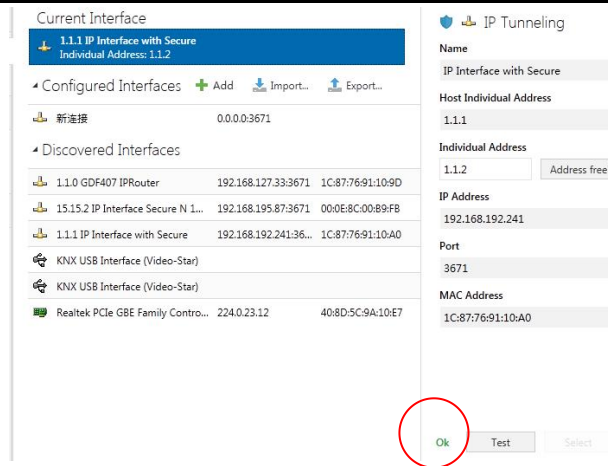 Current Interface
1.1.1 IP Interface with Secure
Individual Address: 1.1.2
Configured Interfaces Add Import... Export...
新连接 0.0.0.0:3671
Discovered Interfaces
1.1.0 GDF407 IPRouter 192.168.127.33:3671 1C:87:76:91:10:9D
15.15.2 IP Interface Secure N 1... 192.168.195.87:3671 00:0E:8C:00:B9:FB
1.1.1 IP Interface with Secure 192.168.192.241:36... 1C:87:76:91:10:A0
KNX USB Interface (Video-Star)
KNX USB Interface (Video-Star)
Realtek PCIe GBE Family Contro... 224.0.23.12 40:8D:5C:9A:10:E7
IP Tunneling
Name
IP Interface with Secure
Host Individual Address
1.1.1
Individual Address
1.1.2 Address free
IP Address
192.168.192.241
Port
3671
MAC Address
1C:87:76:91:10:A0
Ok Test Select